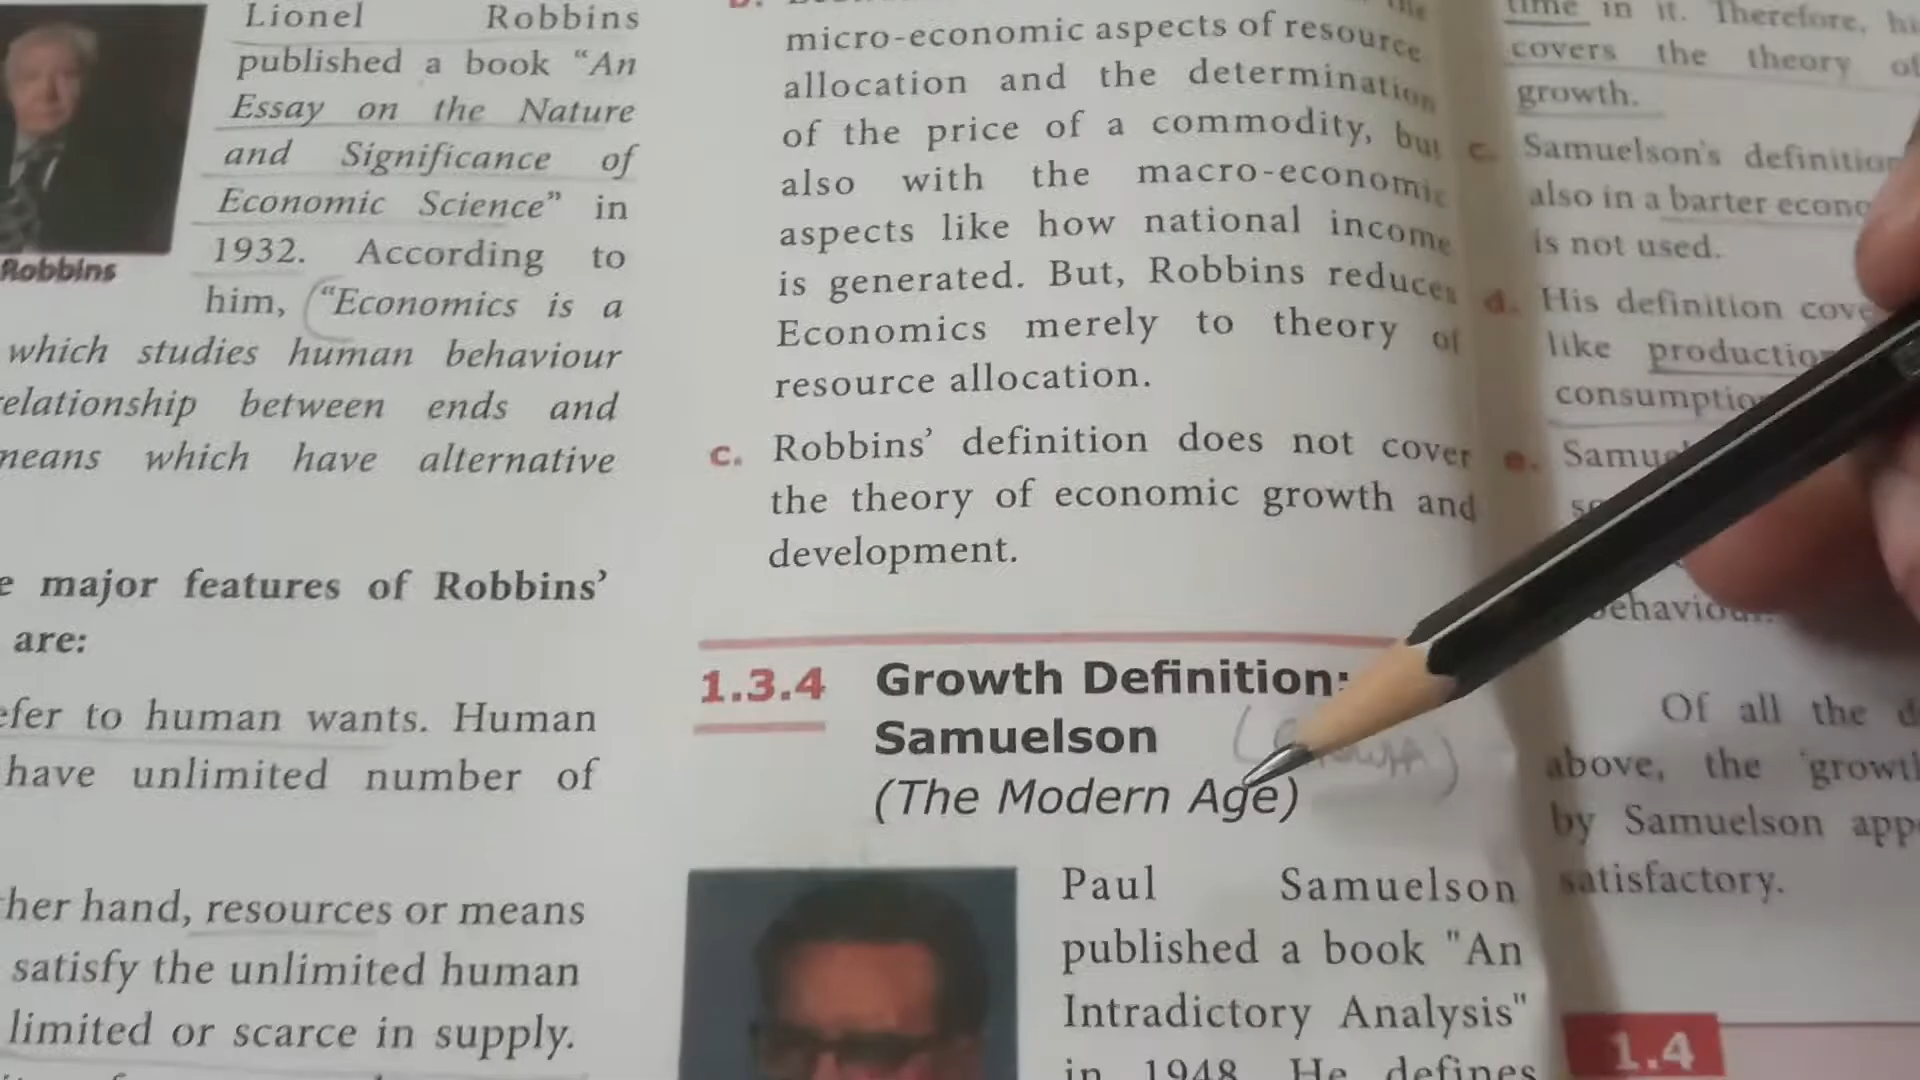 Lionel Robbins
published a book “An
Essay on the Nature
and Significance of
Economic Science” in
1932. According to
him, “Economics is a
which studies human behaviour
relationship between ends and
means which have alternative
Robbins
major features of Robbins’
are:
refer to human wants. Human
have unlimited number of
her hand, resources or means
satisfy the unlimited human
limited or scarce in supply.
b.
micro-economic aspects of resource
allocation and the determination
of the price of a commodity, but
also with the macro-economic
aspects like how national income
is generated. But, Robbins reduces
Economics merely to theory of
resource allocation.
c. Robbins’ definition does not cover
the theory of economic growth and
development.
1.3.4 Growth Definition:
Samuelson
(The Modern Age)
Paul Samuelson
published a book "An
Intradictory Analysis"
in 1948. He defines
time in it. Therefore, his
covers the theory of
growth.
c. Samuelson’s definition
also in a barter econo
is not used.
d. His definition cove
like production
consumption
e. Samuel
behaviour.
Of all the d
above, the ‘growth
by Samuelson app
satisfactory.
1.4